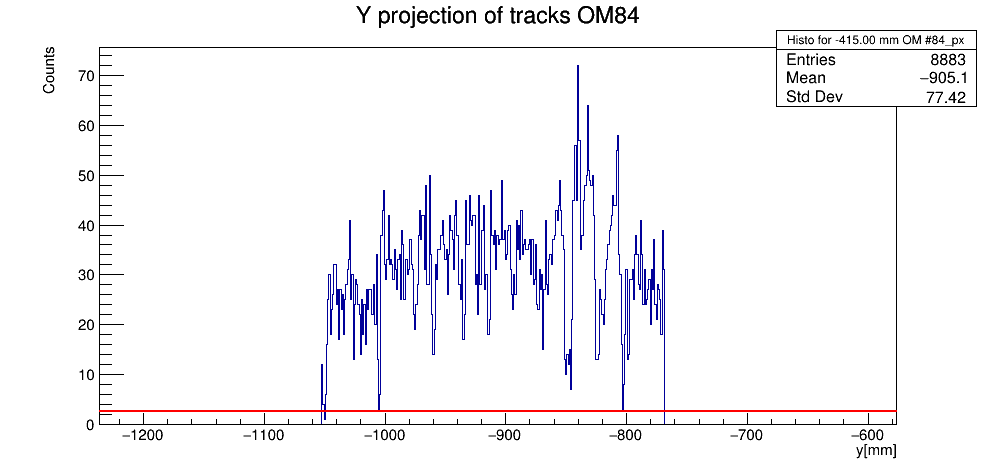 Y projection of tracks OM84
Histo for -415.00 mm OM #84_px
Entries 8883
Mean −905.1
Std Dev 77.42
Counts
70
60
50
40
30
20
10
0
−1200 −1100 −1000 −900 −800 −700 −600
y[mm]